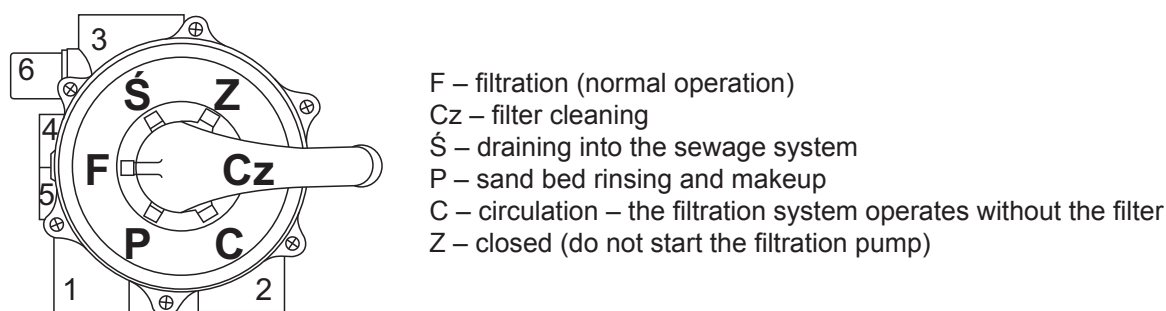 3
6
Ś Z
4
F Cz
5
P C
1 2
F – filtration (normal operation)
Cz – filter cleaning
Ś – draining into the sewage system
P – sand bed rinsing and makeup
C – circulation – the filtration system operates without the filter
Z – closed (do not start the filtration pump)